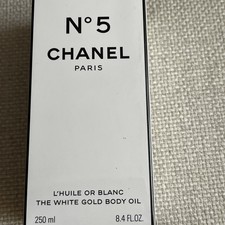 N°5
CHANEL
PARIS
L'HUILE OR BLANC
THE WHITE GOLD BODY OIL
250 ml 8.4 FL.OZ.